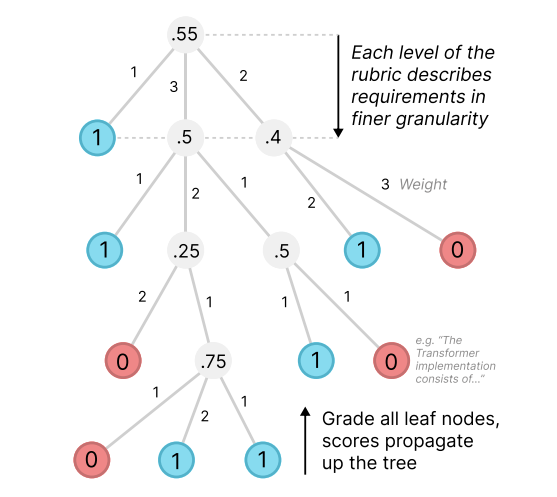 .55
Each level of the
rubric describes
requirements in
finer granularity
1
3
2
1
.5
.4
1
2
1
2
3 Weight
1
.25
.5
1
0
2
1
1
1
0
.75
1
0
e.g. "The
Transformer
implementation
consists of..."
1
2
1
Grade all leaf nodes,
scores propagate
up the tree
0
1
1